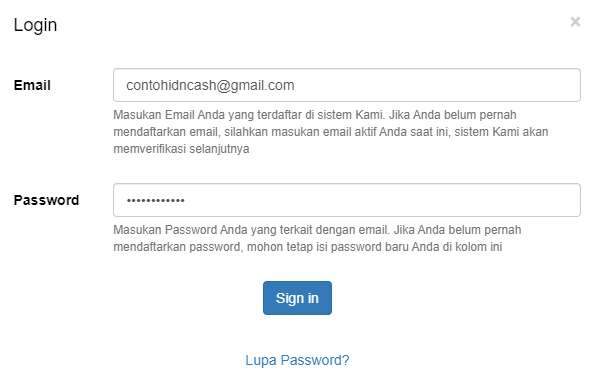 Login ×
Email
contohidncash@gmail.com
Masukan Email Anda yang terdaftar di sistem Kami. Jika Anda belum pernah
mendaftarkan email, silahkan masukan email aktif Anda saat ini, sistem Kami akan
memverifikasi selanjutnya
Password
••••••••••••
Masukan Password Anda yang terkait dengan email. Jika Anda belum pernah
mendaftarkan password, mohon tetap isi password baru Anda di kolom ini
Sign in
Lupa Password?